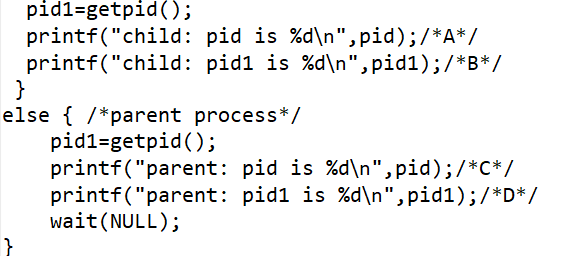 pid1=getpid();
printf("child: pid is %d\n",pid);/*A*/
printf("child: pid1 is %d\n",pid1);/*B*/
}
else { /*parent process*/
pid1=getpid();
printf("parent: pid is %d\n",pid);/*C*/
printf("parent: pid1 is %d\n",pid1);/*D*/
wait(NULL);
}